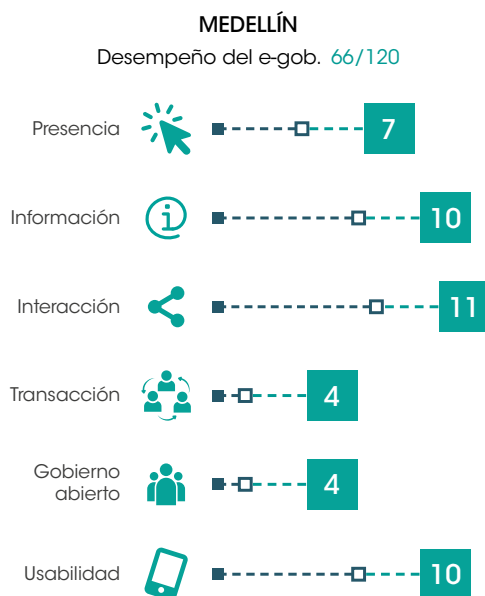 MEDELLÍN
Desempeño del e-gob. 66/120
Presencia 7
Información 10
Interacción 11
Transacción 4
Gobierno
abierto 4
Usabilidad 10